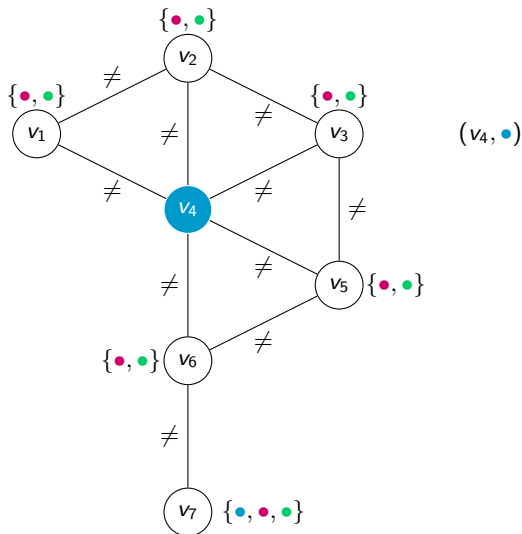 {•, •}
v2
≠
{•, •}
{•, •}
≠
≠
v1
v3
(v4, •)
≠
≠
v4
≠
≠
≠
v5
{•, •}
≠
{•, •}
v6
≠
v7
{•, •, •}